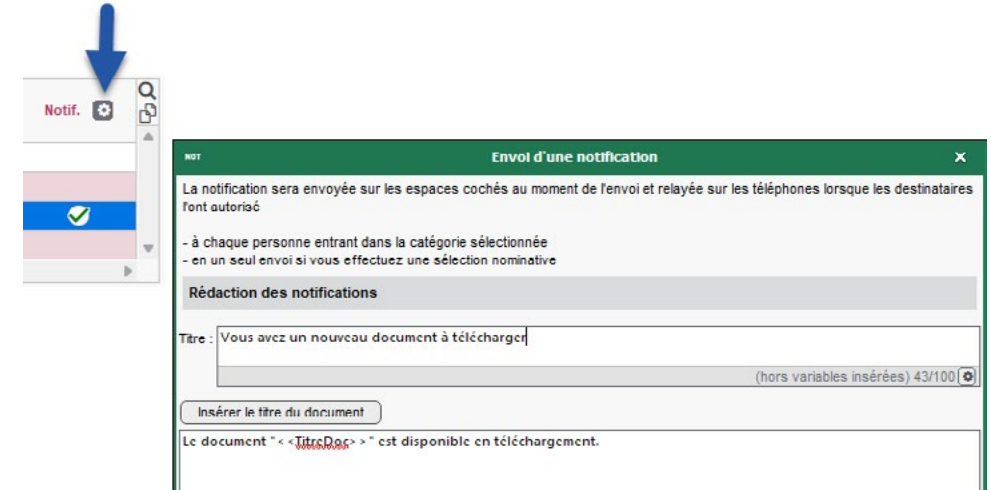 Notif.
NOT Envoi d'une notification
La notification sera envoyée sur les espaces cochés au moment de l'envoi et relayée sur les téléphones lorsque les destinataires
l'ont autorisé
- à chaque personne entrant dans la catégorie sélectionnée
- en un seul envoi si vous effectuez une sélection nominative
Rédaction des notifications
Titre : Vous avez un nouveau document à télécharger
(hors variables insérées) 43/100
Insérer le titre du document
Le document "< <TitreDoc> >" est disponible en téléchargement.